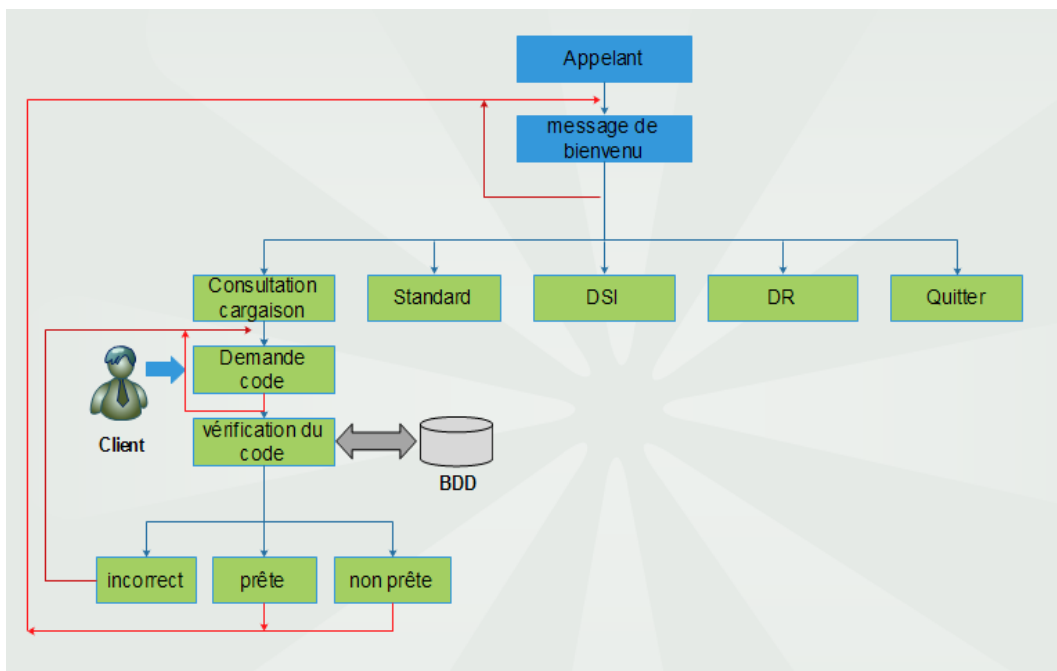 Appelant
message de
bienvenu
Consultation
cargaison
Standard
DSI
DR
Quitter
Demande
code
Client
vérification du
code
BDD
incorrect
prête
non prête